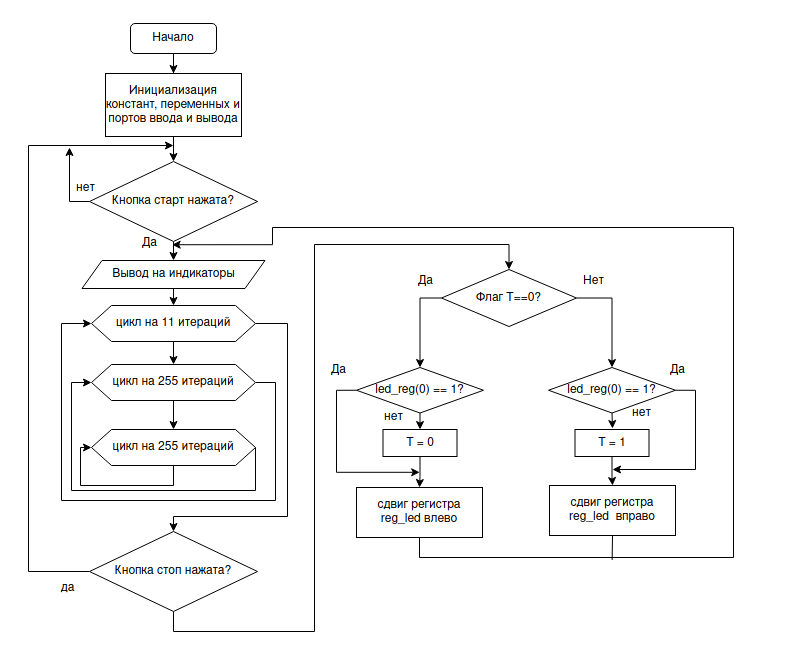 Начало
Инициализация
констант, переменных и
портов ввода и вывода
нет
Кнопка старт нажата?
Да
Вывод на индикаторы
цикл на 11 итераций
цикл на 255 итераций
цикл на 255 итераций
Кнопка стоп нажата?
да
Да
Флаг T==0?
Нет
Да
led_reg(0) == 1?
нет
T = 0
сдвиг регистра
reg_led влево
Да
led_reg(0) == 1?
нет
T = 1
сдвиг регистра
reg_led вправо